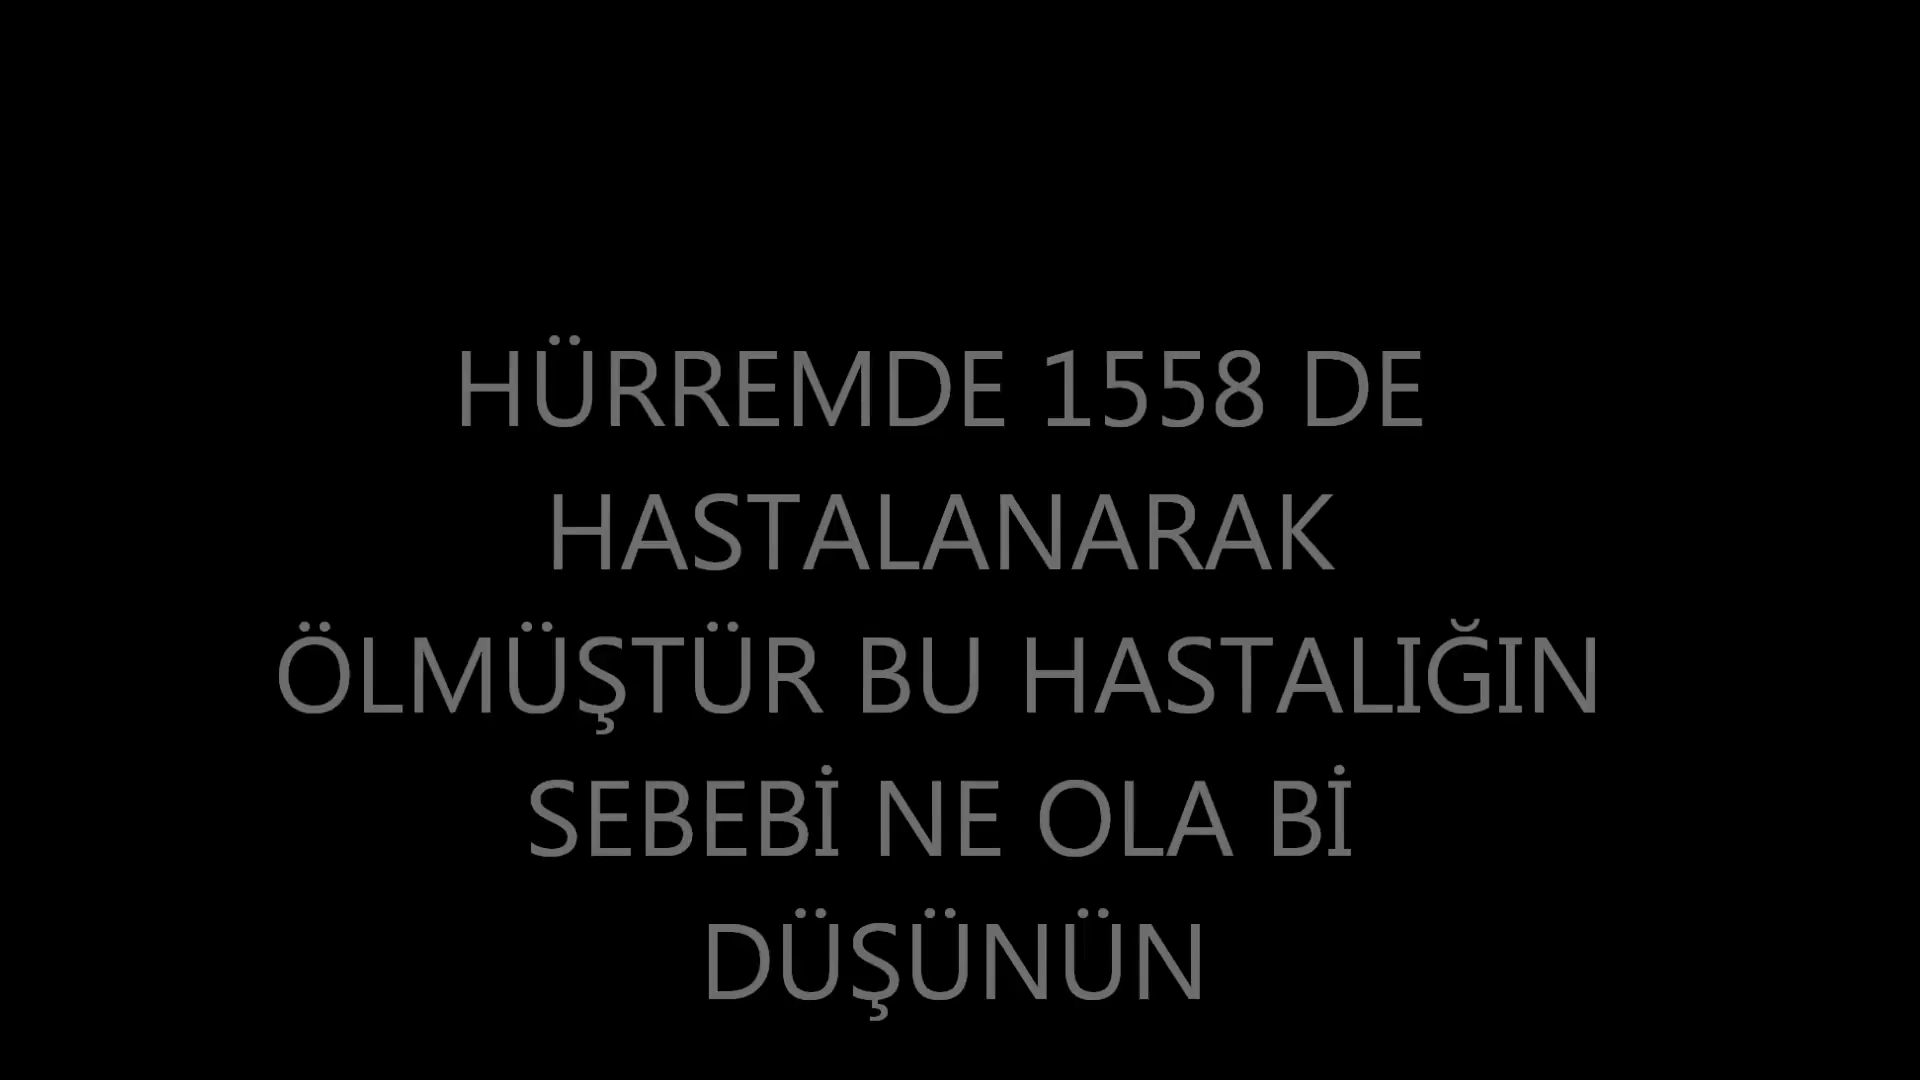 HÜRREMDE 1558 DE
HASTALANARAK
ÖLMÜŞTÜR BU HASTALIĞIN
SEBEBİ NE OLA Bİ
DÜŞÜNÜN